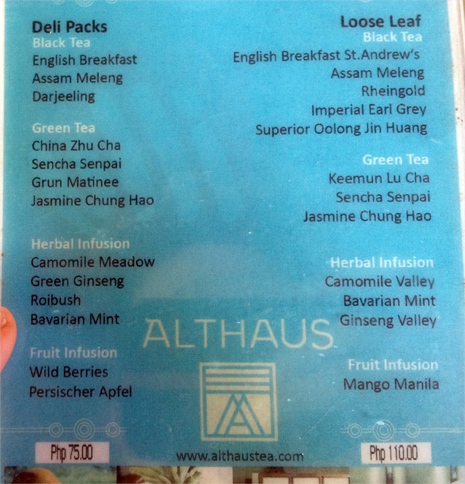 Deli Packs
Black Tea
English Breakfast
Assam Meleng
Darjeeling
Green Tea
China Zhu Cha
Sencha Senpai
Grun Matinee
Jasmine Chung Hao
Herbal Infusion
Camomile Meadow
Green Ginseng
Roibush
Bavarian Mint
Fruit Infusion
Wild Berries
Persischer Apfel
Php 75.00
Loose Leaf
Black Tea
English Breakfast St.Andrew's
Assam Meleng
Rheingold
Imperial Earl Grey
Superior Oolong Jin Huang
Green Tea
Keemun Lu Cha
Sencha Senpai
Jasmine Chung Hao
Herbal Infusion
Camomile Valley
Bavarian Mint
Ginseng Valley
Fruit Infusion
Mango Manila
Php 110.00
ALTHAUS
www.althaustea.com